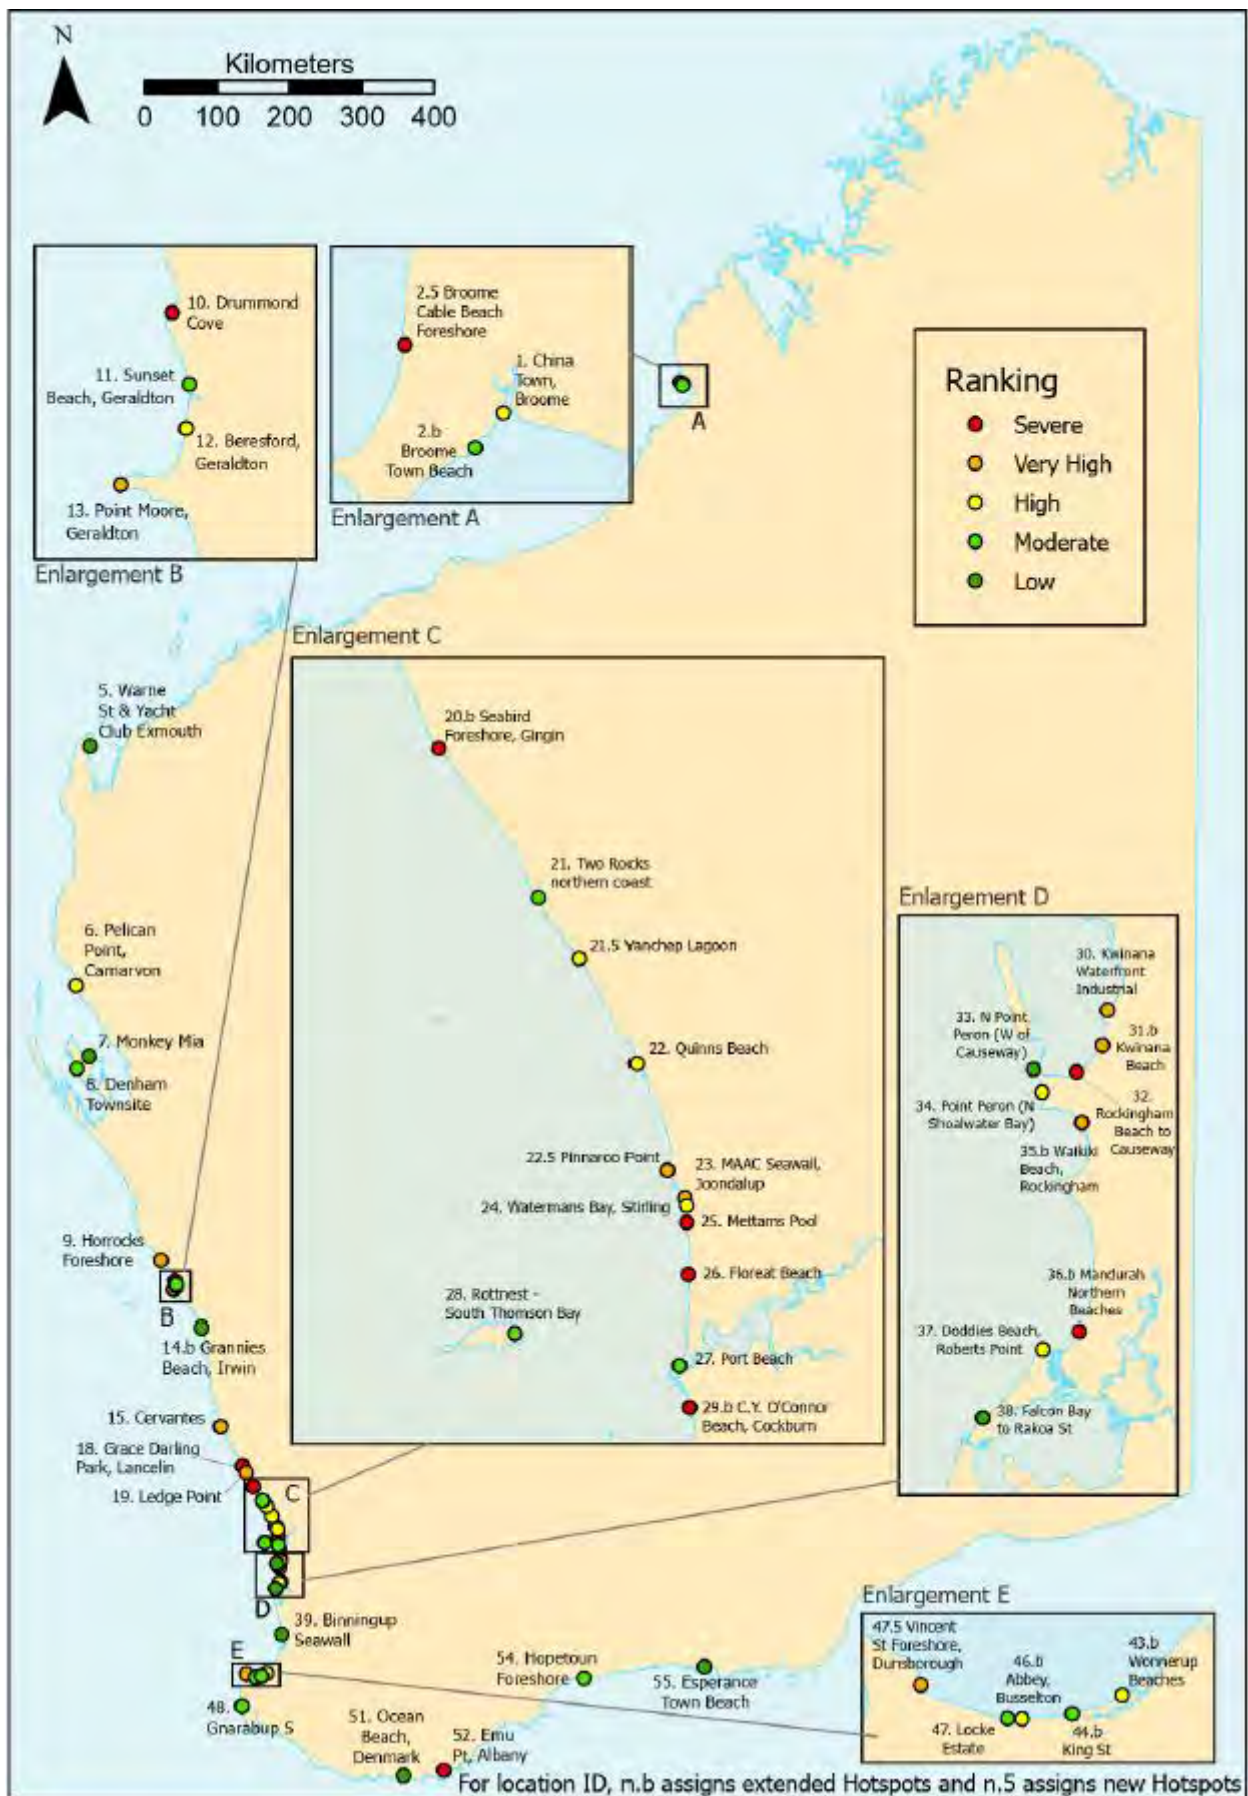 N
Kilometers
0 100 200 300 400
10. Drummond
Cove
11. Sunset
Beach, Geraldton
12. Beresford,
Geraldton
13. Point Moore,
Geraldton
Enlargement B
2.5 Broome
Cable Beach
Foreshore
1. China
Town,
Broome
2.b
Broome
Town Beach
Enlargement A
A
Ranking
Severe
Very High
High
Moderate
Low
Enlargement C
20.b Seabird
Foreshore, Gingin
21. Two Rocks
northern coast
21.5 Yanchep Lagoon
22. Quinns Beach
22.5 Pinnaroo Point
23. MAAC Seawall,
Joondalup
24. Watermans Bay, Stirling
25. Mettams Pool
26. Floreat Beach
28. Rottnest -
South Thomson Bay
27. Port Beach
29.b C.Y. O'Connor
Beach, Cockburn
5. Warne
St & Yacht
Club Exmouth
6. Pelican
Point,
Carnarvon
7. Monkey Mia
8. Denham
Townsite
9. Horrocks
Foreshore
B
14.b Grannies
Beach, Irwin
15. Cervantes
18. Grace Darling
Park, Lancelin
19. Ledge Point
C
D
39. Binningup
Seawall
E
48.
Gnarabup S
51. Ocean
Beach,
Denmark
52. Emu
Pt, Albany
54. Hopetoun
Foreshore
55. Esperance
Town Beach
Enlargement D
30. Kwinana
Waterfront
Industrial
33. N Point
Peron (W of
Causeway)
31.b
Kwinana
Beach
34. Point Peron (N
Shoalwater Bay)
32.
Rockingham
Beach to
Causeway
35.b Waikiki
Beach,
Rockingham
36.b Mandurah
Northern
Beaches
37. Doddies Beach,
Roberts Point
38. Falcon Bay
to Rakoa St
Enlargement E
47.5 Vincent
St Foreshore,
Dunsborough
46.b
Abbey,
Busselton
43.b
Wonnerup
Beaches
47. Locke
Estate
44.b
King St
For location ID, n.b assigns extended Hotspots and n.5 assigns new Hotspots